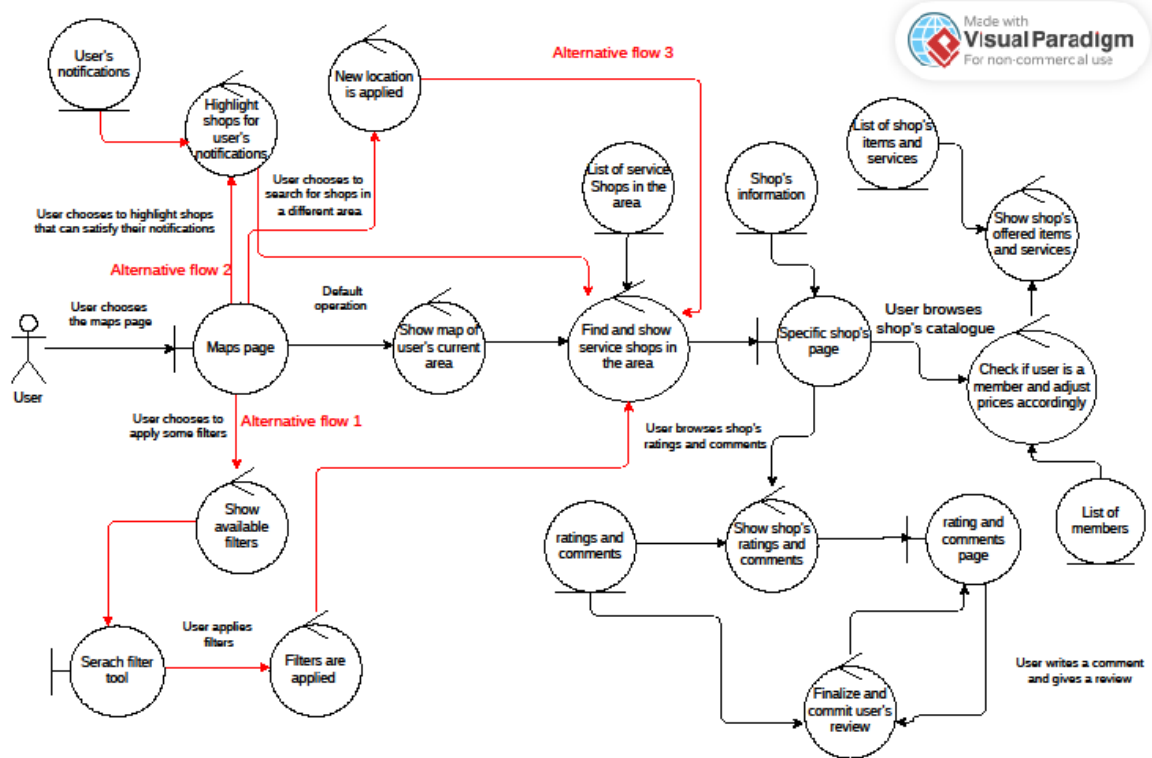 Made with
Visual Paradigm
For non-commercial use
User's
notifications
Highlight
shops for
user's
notifications
New location
is applied
Alternative flow 3
List of shop's
items and
services
List of service
Shops in the
area
Shop's
information
Show shop's
offered items
and services
User chooses to
search for shops in
a different area
User chooses to highlight shops
that can satisfy their notifications
Alternative flow 2
User chooses
the maps page
Default
operation
User browses
shop's catalogue
User
Maps page
Show map of
user's current
area
Find and show
service shops in
the area
Specific shop's
page
Check if user is a
member and adjust
prices accordingly
User chooses to
apply some filters
Alternative flow 1
User browses shop's
ratings and comments
Show
available
filters
ratings and
comments
Show shop's
ratings and
comments
rating and
comments
page
List of
members
User applies
filters
Serach filter
tool
Filters are
applied
Finalize and
commit user's
review
User writes a comment
and gives a review